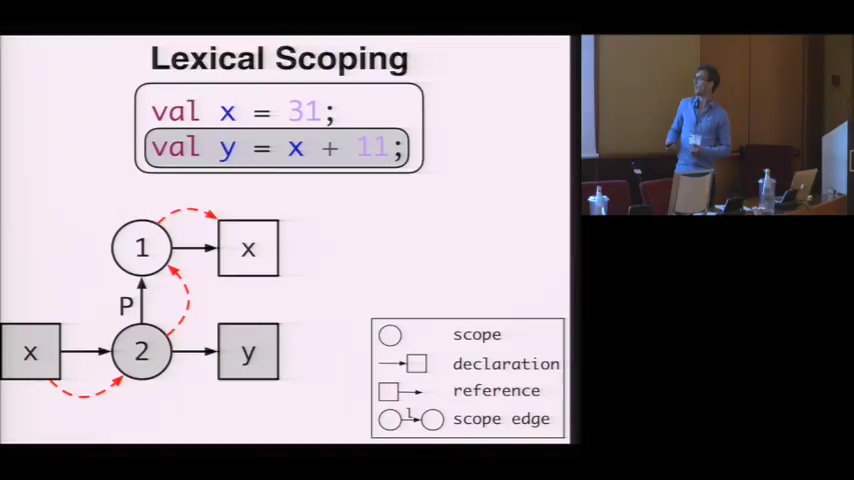 Lexical Scoping
val x = 31;
val y = x + 11;
1
x
P
x
2
y
scope
declaration
reference
l
scope edge